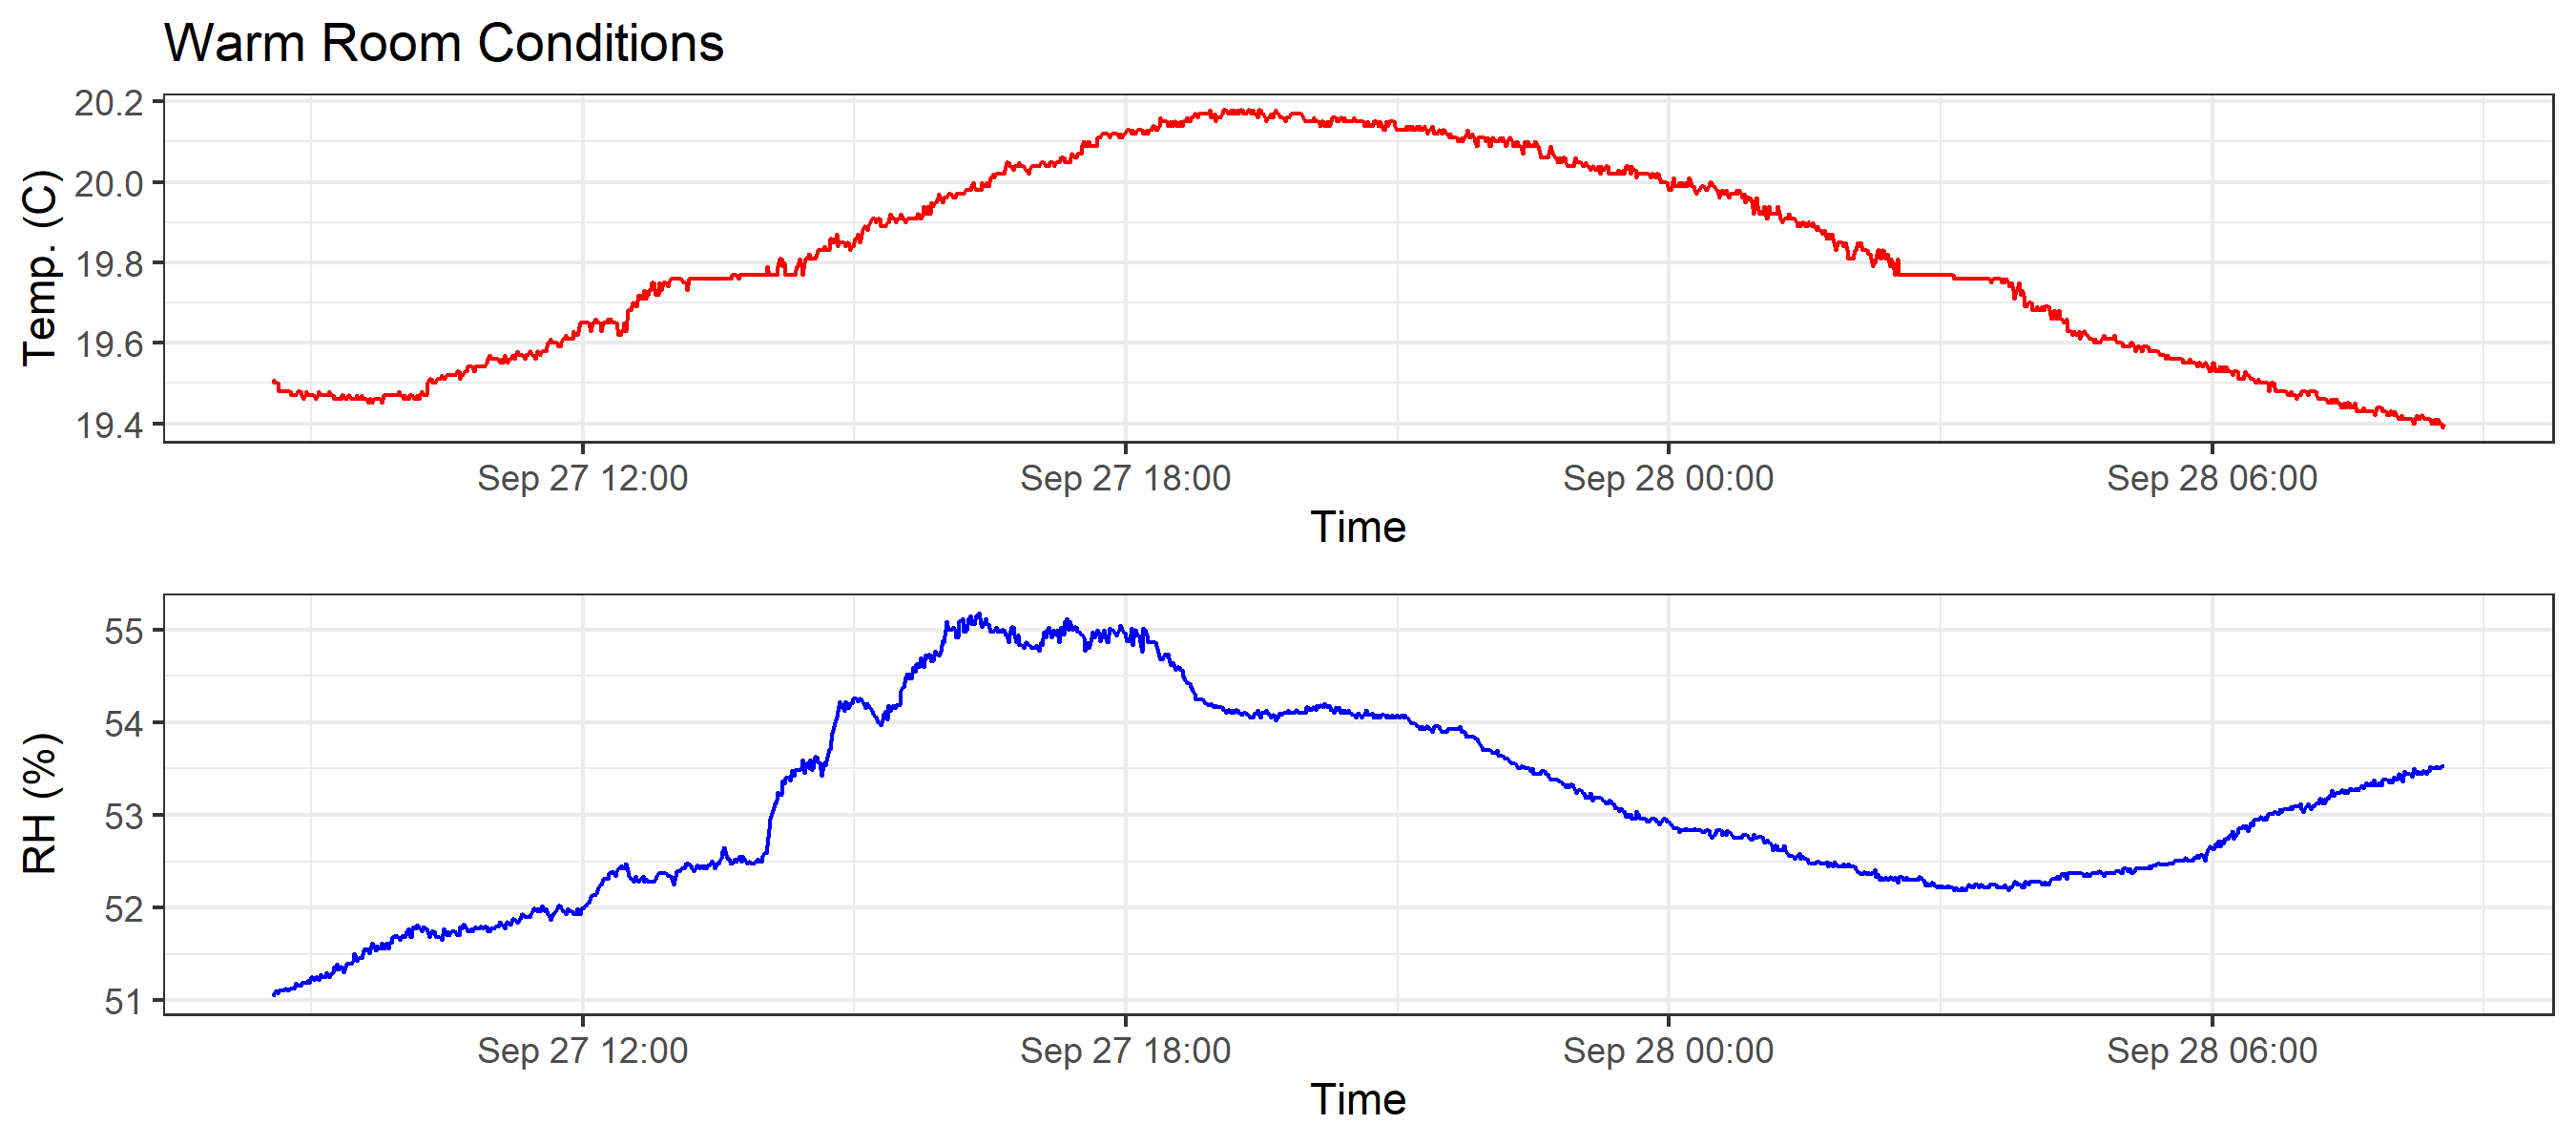 Warm Room Conditions
20.2
20.0
19.8
19.6
19.4
Temp. (C)
Sep 27 12:00 Sep 27 18:00 Sep 28 00:00 Sep 28 06:00
Time
55
54
53
52
51
RH (%)
Sep 27 12:00 Sep 27 18:00 Sep 28 00:00 Sep 28 06:00
Time